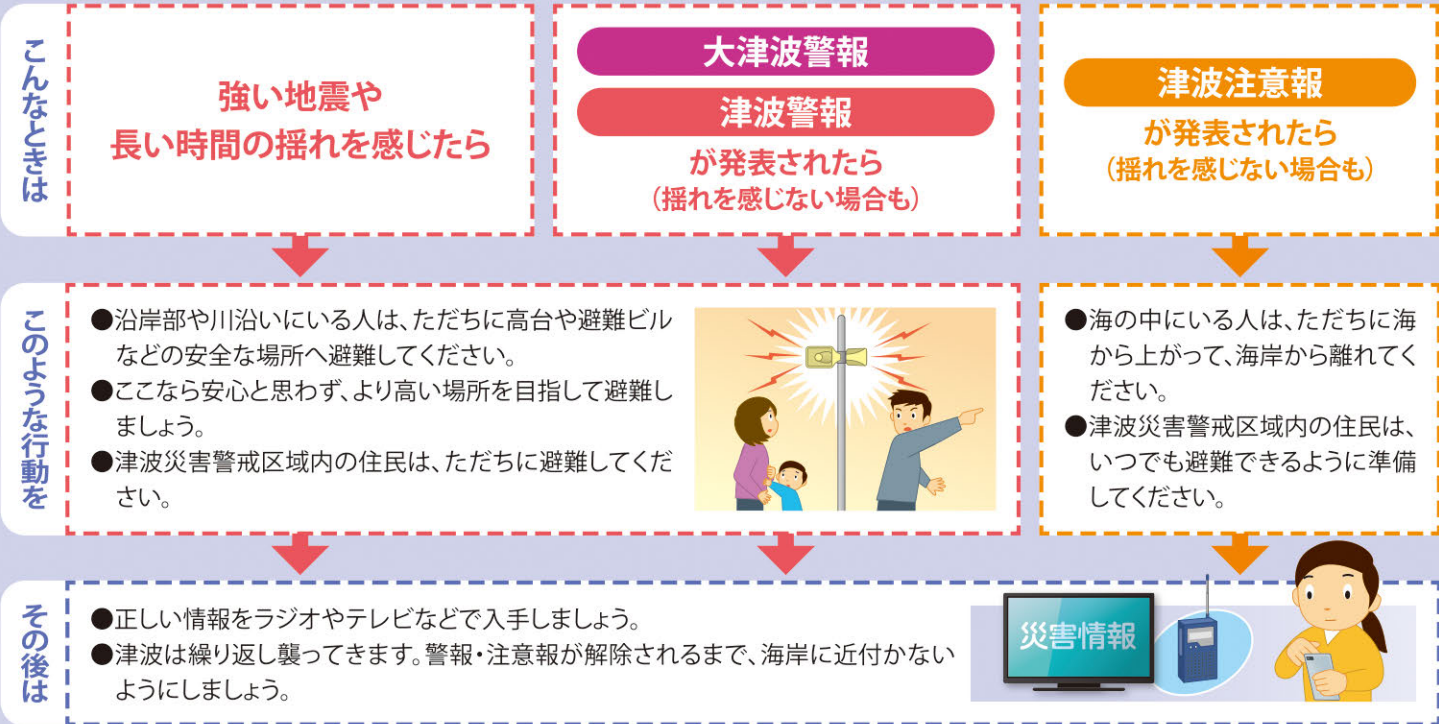 こんなときは
強い地震や
長い時間の揺れを感じたら
大津波警報
津波警報
が発表されたら
(揺れを感じない場合も)
津波注意報
が発表されたら
(揺れを感じない場合も)
このような行動を
●沿岸部や川沿いにいる人は、ただちに高台や避難ビル
などの安全な場所へ避難してください。
●ここなら安心と思わず、より高い場所を目指して避難し
ましょう。
●津波災害警戒区域内の住民は、ただちに避難してくだ
さい。
●海の中にいる人は、ただちに海
から上がって、海岸から離れてく
ださい。
●津波災害警戒区域内の住民は、
いつでも避難できるように準備
してください。
その後は
●正しい情報をラジオやテレビなどで入手しましょう。
●津波は繰り返し襲ってきます。警報・注意報が解除されるまで、海岸に近付かない
ようにしましょう。
災害情報